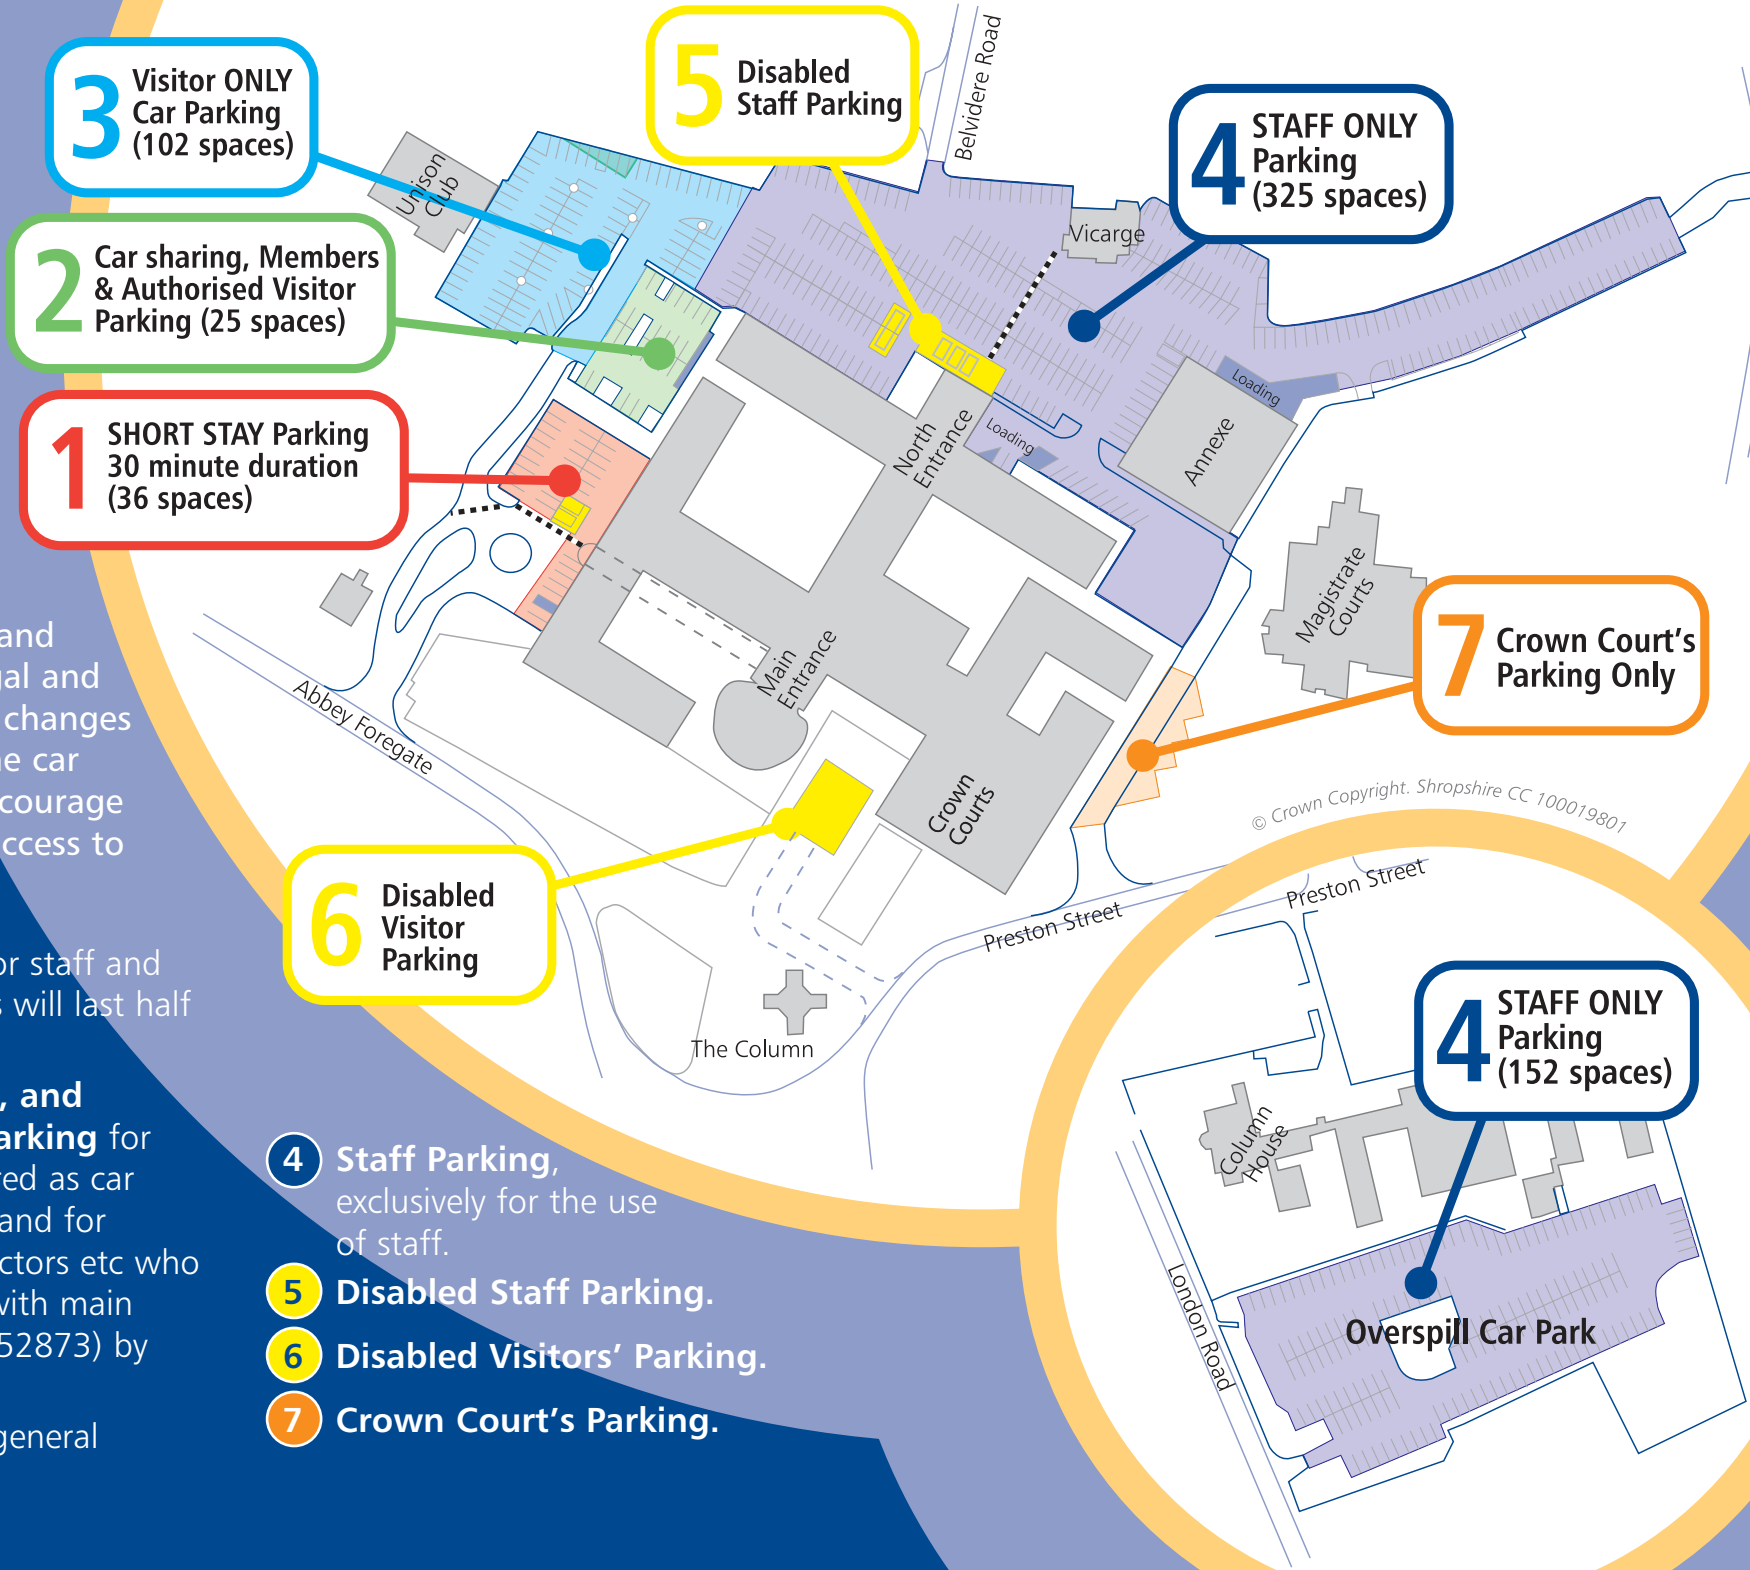 3
Visitor ONLY
Car Parking
(102 spaces)
5
Disabled
Staff Parking
Belvidere Road
4
STAFF ONLY
Parking
(325 spaces)
Unison
Club
Vicarge
2
Car sharing, Members
& Authorised Visitor
Parking (25 spaces)
1
SHORT STAY Parking
30 minute duration
(36 spaces)
North
Entrance
Loading
Loading
Annexe
Magistrate
Courts
7
Crown Court's
Parking Only
Main
Entrance
Abbey Foregate
Crown
Courts
© Crown Copyright. Shropshire CC 100019801
6
Disabled
Visitor
Parking
Preston Street
Preston Street
The Column
4
STAFF ONLY
Parking
(152 spaces)
Column
House
London Road
Overspill Car Park
and
gal and
changes
he car
courage
ccess to
or staff and
s will last half
, and
arking for
red as car
and for
ctors etc who
with main
52873) by
general
4 Staff Parking,
exclusively for the use
of staff.
5 Disabled Staff Parking.
6 Disabled Visitors' Parking.
7 Crown Court's Parking.